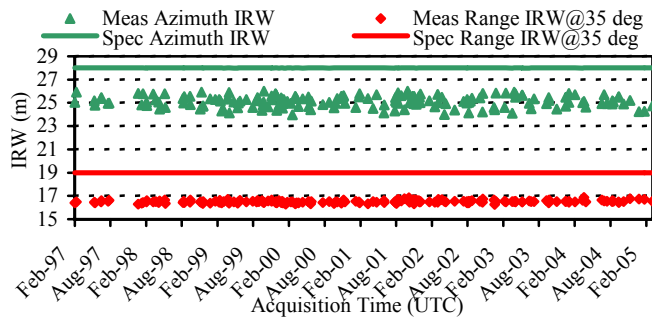 Meas Azimuth IRW
Meas Range IRW@35 deg
Spec Azimuth IRW
Spec Range IRW@35 deg
29
27
25
23
21
19
17
15
IRW (m)
Feb-97
Aug-97
Feb-98
Aug-98
Feb-99
Aug-99
Feb-00
Aug-00
Feb-01
Aug-01
Feb-02
Aug-02
Feb-03
Aug-03
Feb-04
Aug-04
Feb-05
Acquisition Time (UTC)